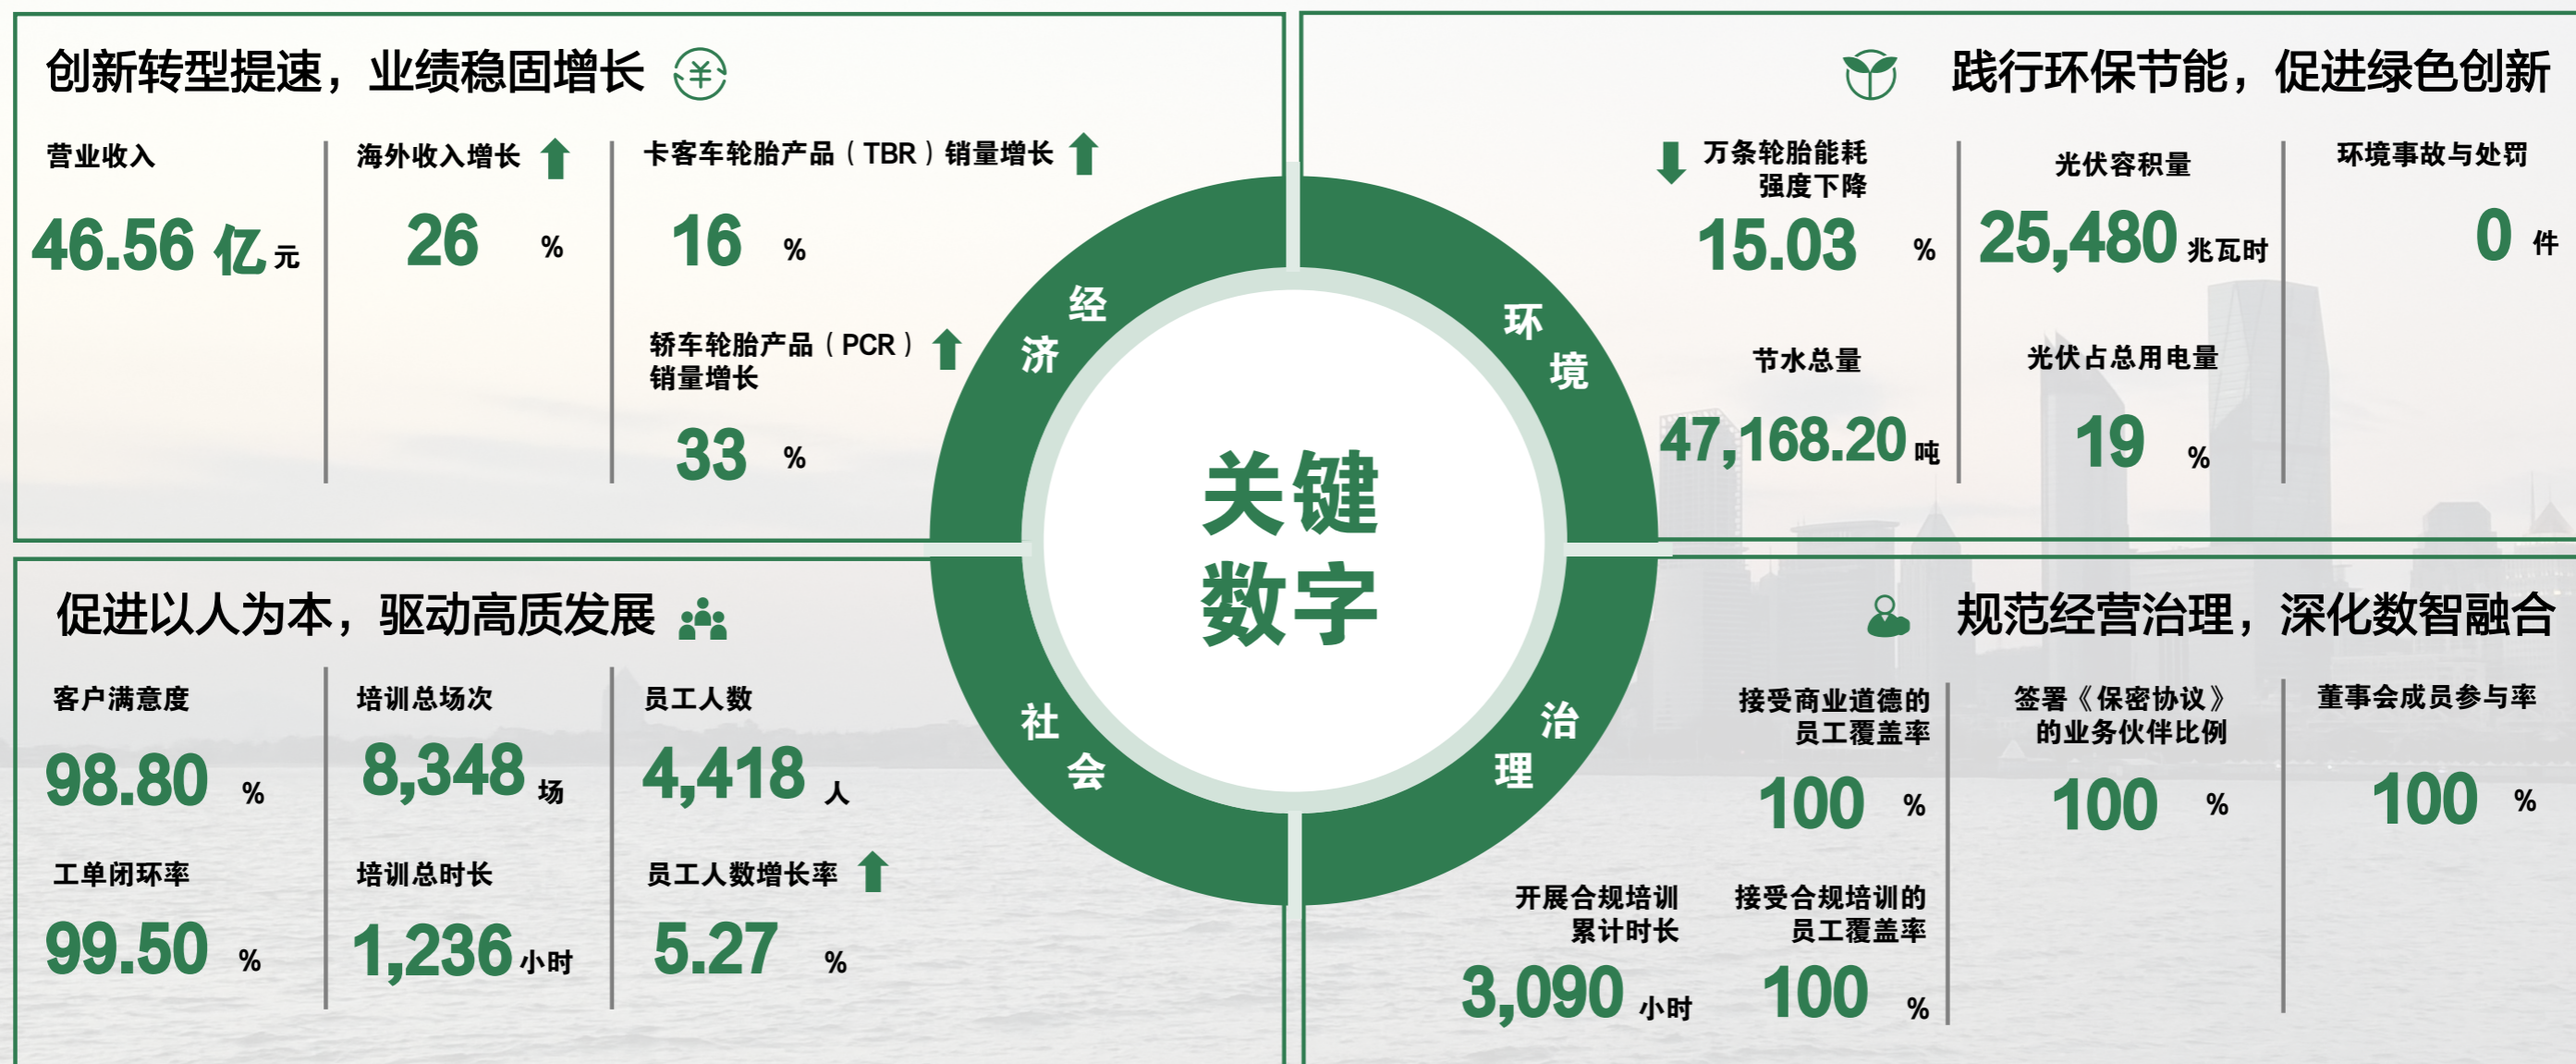 创新转型提速，业绩稳固增长
营业收入
46.56 亿元
海外收入增长
26 %
卡客车轮胎产品（TBR）销量增长
16 %
轿车轮胎产品（PCR）
销量增长
33 %
践行环保节能，促进绿色创新
万条轮胎能耗
强度下降
15.03 %
光伏容积量
25,480 兆瓦时
环境事故与处罚
0 件
节水总量
47,168.20 吨
光伏占总用电量
19 %
经济
环境
关键
数字
社会
治理
促进以人为本，驱动高质发展
客户满意度
98.80 %
培训总场次
8,348 场
员工人数
4,418 人
工单闭环率
99.50 %
培训总时长
1,236 小时
员工人数增长率
5.27 %
规范经营治理，深化数智融合
接受商业道德的
员工覆盖率
100 %
签署《保密协议》
的业务伙伴比例
100 %
董事会成员参与率
100 %
开展合规培训
累计时长
3,090 小时
接受合规培训的
员工覆盖率
100 %